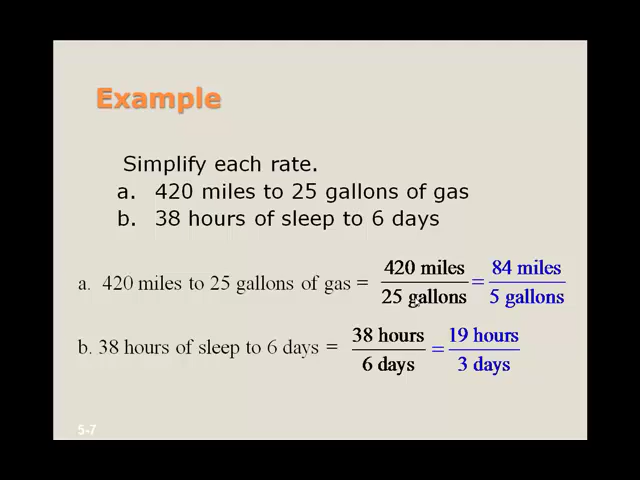 Example
Simplify each rate.
a. 420 miles to 25 gallons of gas
b. 38 hours of sleep to 6 days
a. 420 miles to 25 gallons of gas = 420 miles / 25 gallons = 84 miles / 5 gallons
b. 38 hours of sleep to 6 days = 38 hours / 6 days = 19 hours / 3 days
5-7